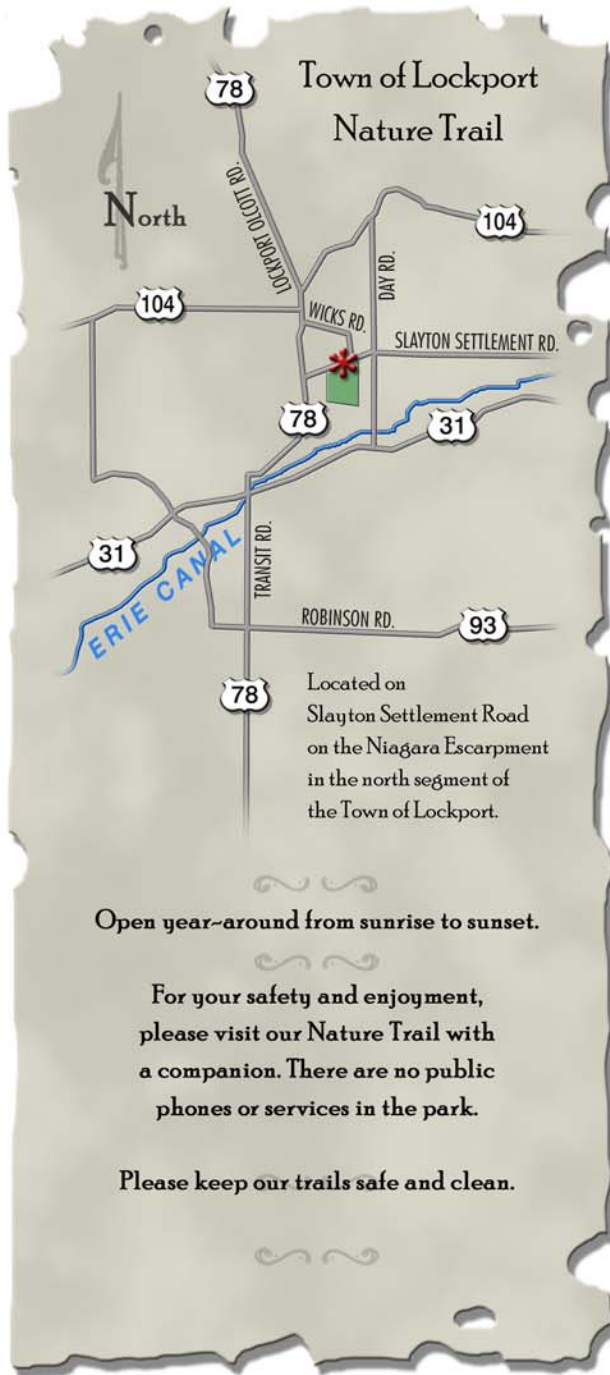 Town of Lockport
Nature Trail
78
North
LOCKPORT OLCOTT RD.
104
DAY RD.
104
WICKS RD.
SLAYTON SETTLEMENT RD.
78
31
31
ERIE CANAL
TRANSIT RD.
ROBINSON RD.
93
78
Located on
Slayton Settlement Road
on the Niagara Escarpment
in the north segment of
the Town of Lockport.
Open year-around from sunrise to sunset.
For your safety and enjoyment,
please visit our Nature Trail with
a companion. There are no public
phones or services in the park.
Please keep our trails safe and clean.